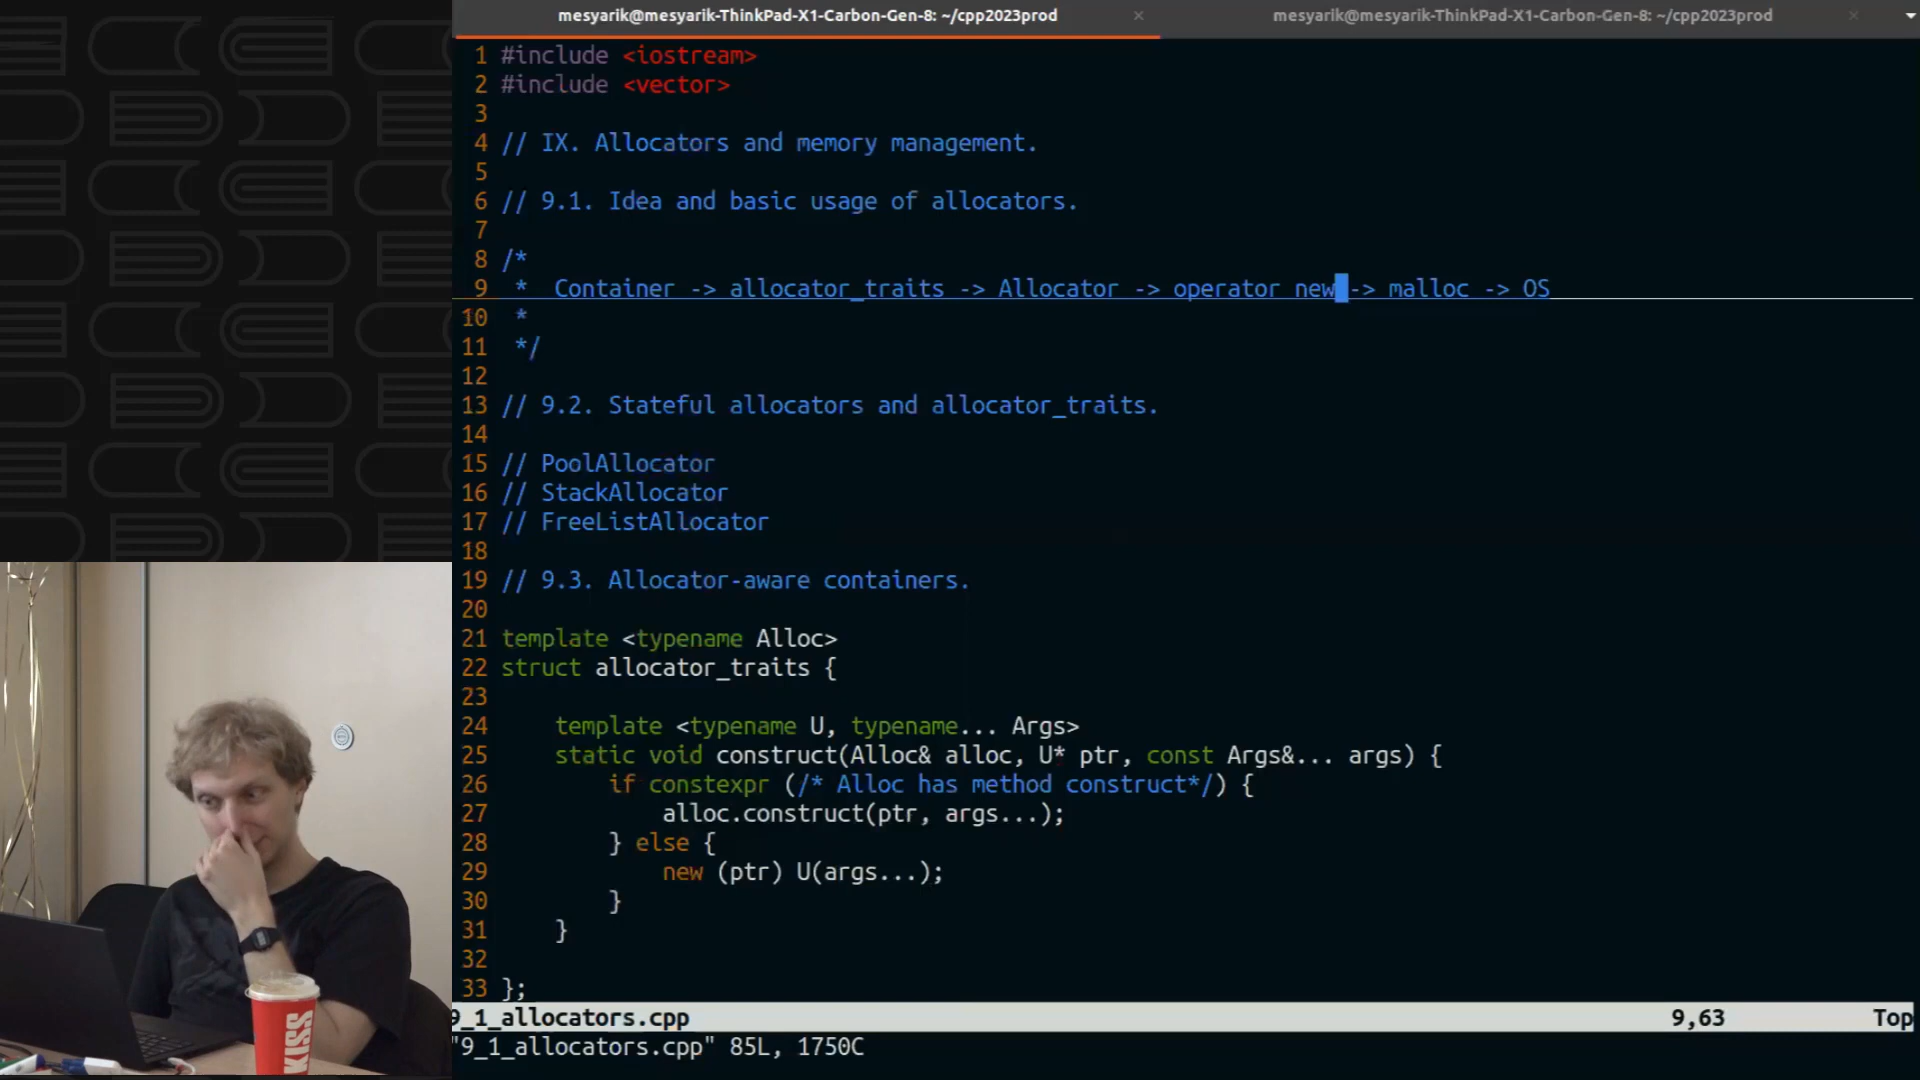 mesyarik@mesyarik-ThinkPad-X1-Carbon-Gen-8: ~/cpp2023prod × mesyarik@mesyarik-ThinkPad-X1-Carbon-Gen-8: ~/cpp2023prod ×
1 #include <iostream>
2 #include <vector>
3
4 // IX. Allocators and memory management.
5
6 // 9.1. Idea and basic usage of allocators.
7
8 /*
9  *  Container -> allocator_traits -> Allocator -> operator new -> malloc -> OS
10  *
11  */
12
13 // 9.2. Stateful allocators and allocator_traits.
14
15 // PoolAllocator
16 // StackAllocator
17 // FreeListAllocator
18
19 // 9.3. Allocator-aware containers.
20
21 template <typename Alloc>
22 struct allocator_traits {
23
24     template <typename U, typename... Args>
25     static void construct(Alloc& alloc, U* ptr, const Args&... args) {
26         if constexpr (/* Alloc has method construct*/) {
27             alloc.construct(ptr, args...);
28         } else {
29             new (ptr) U(args...);
30         }
31     }
32
33 };
9_1_allocators.cpp 9,63 Top
"9_1_allocators.cpp" 85L, 1750C
KISS